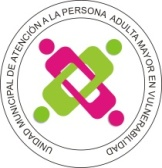 UNIDAD MUNICIPAL DE ATENCIÓN A LA PERSONA ADULTA MAYOR EN VULNERABILIDAD